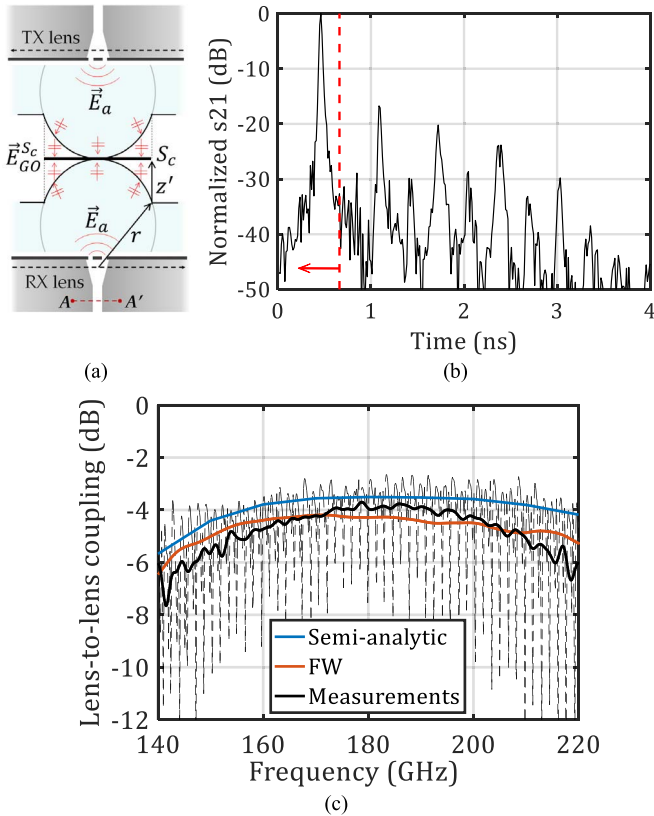 TX lens
E⃗a
E⃗GO^Sc
Sc
z′
E⃗a
r
RX lens
A
A′
(a)
Normalized s21 (dB)
0
-10
-20
-30
-40
-50
0
1
2
3
4
Time (ns)
(b)
Lens-to-lens coupling (dB)
0
-2
-4
-6
-8
-10
-12
Semi-analytic
FW
Measurements
140
160
180
200
220
Frequency (GHz)
(c)